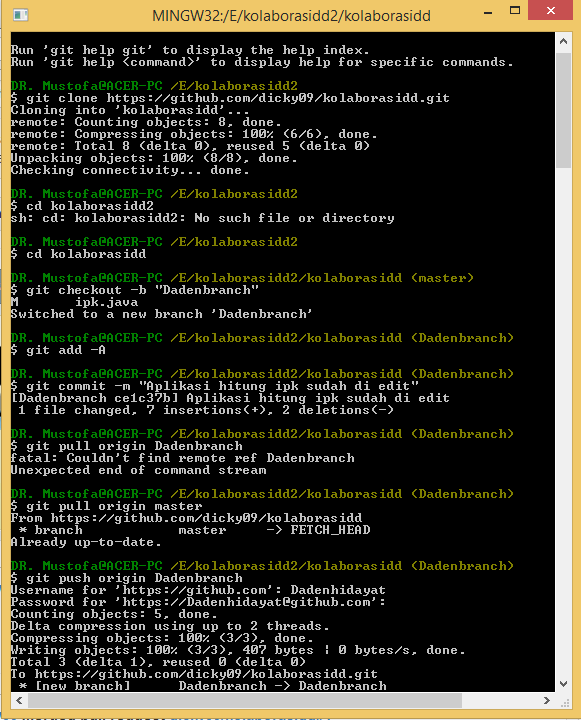 MINGW32:/E/kolaborasidd2/kolaborasidd
Run 'git help git' to display the help index.
Run 'git help <command>' to display help for specific commands.
DR. Mustofa@ACER-PC /E/kolaborasidd2
$ git clone https://github.com/dicky09/kolaborasidd.git
Cloning into 'kolaborasidd'...
remote: Counting objects: 8, done.
remote: Compressing objects: 100% (6/6), done.
remote: Total 8 (delta 0), reused 5 (delta 0)
Unpacking objects: 100% (8/8), done.
Checking connectivity... done.
DR. Mustofa@ACER-PC /E/kolaborasidd2
$ cd kolaborasidd2
sh: cd: kolaborasidd2: No such file or directory
DR. Mustofa@ACER-PC /E/kolaborasidd2
$ cd kolaborasidd
DR. Mustofa@ACER-PC /E/kolaborasidd2/kolaborasidd (master)
$ git checkout -b "Dadenbranch"
M       ipk.java
Switched to a new branch 'Dadenbranch'
DR. Mustofa@ACER-PC /E/kolaborasidd2/kolaborasidd (Dadenbranch)
$ git add -A
DR. Mustofa@ACER-PC /E/kolaborasidd2/kolaborasidd (Dadenbranch)
$ git commit -m "Aplikasi hitung ipk sudah di edit"
[Dadenbranch ce1c37b] Aplikasi hitung ipk sudah di edit
 1 file changed, 7 insertions(+), 2 deletions(-)
DR. Mustofa@ACER-PC /E/kolaborasidd2/kolaborasidd (Dadenbranch)
$ git pull origin Dadenbranch
fatal: Couldn't find remote ref Dadenbranch
Unexpected end of command stream
DR. Mustofa@ACER-PC /E/kolaborasidd2/kolaborasidd (Dadenbranch)
$ git pull origin master
From https://github.com/dicky09/kolaborasidd
 * branch            master     -> FETCH_HEAD
Already up-to-date.
DR. Mustofa@ACER-PC /E/kolaborasidd2/kolaborasidd (Dadenbranch)
$ git push origin Dadenbranch
Username for 'https://github.com': Dadenhidayat
Password for 'https://Dadenhidayat@github.com':
Counting objects: 5, done.
Delta compression using up to 2 threads.
Compressing objects: 100% (3/3), done.
Writing objects: 100% (3/3), 407 bytes | 0 bytes/s, done.
Total 3 (delta 1), reused 0 (delta 0)
To https://github.com/dicky09/kolaborasidd.git
 * [new branch]      Dadenbranch -> Dadenbranch